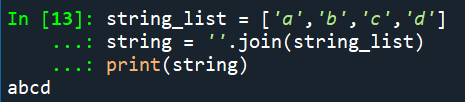 In [13]: string_list = ['a','b','c','d']
    ...: string = ''.join(string_list)
    ...: print(string)
abcd